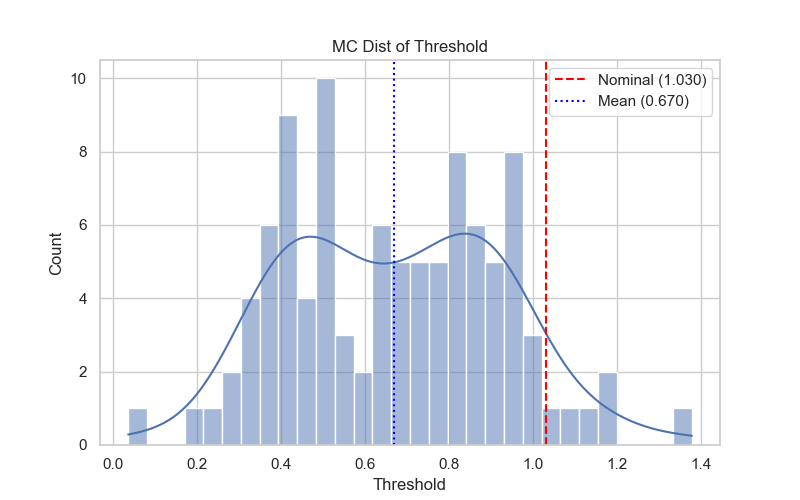 MC Dist of Threshold
Nominal (1.030)
Mean (0.670)
Count
10
8
6
4
2
0
0.0 0.2 0.4 0.6 0.8 1.0 1.2 1.4
Threshold